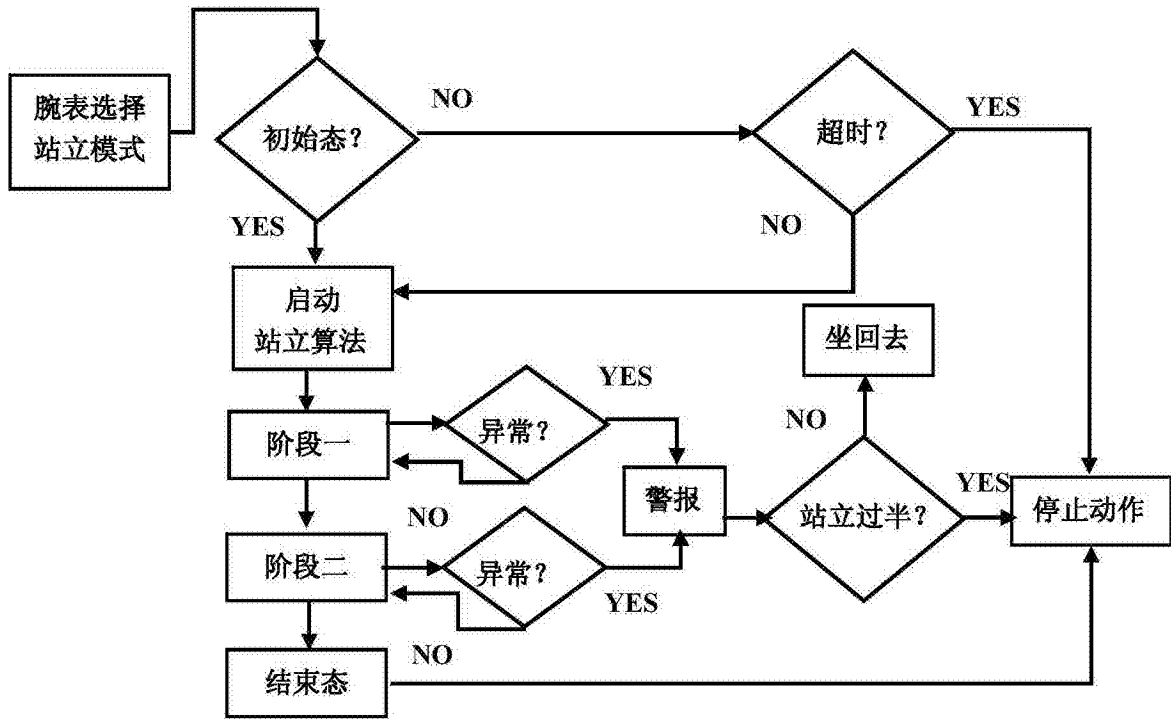 腕表选择
站立模式
初始态？
NO
超时？
YES
YES
NO
启动
站立算法
坐回去
阶段一
异常？
YES
NO
警报
站立过半？
YES
停止动作
NO
阶段二
异常？
YES
NO
结束态